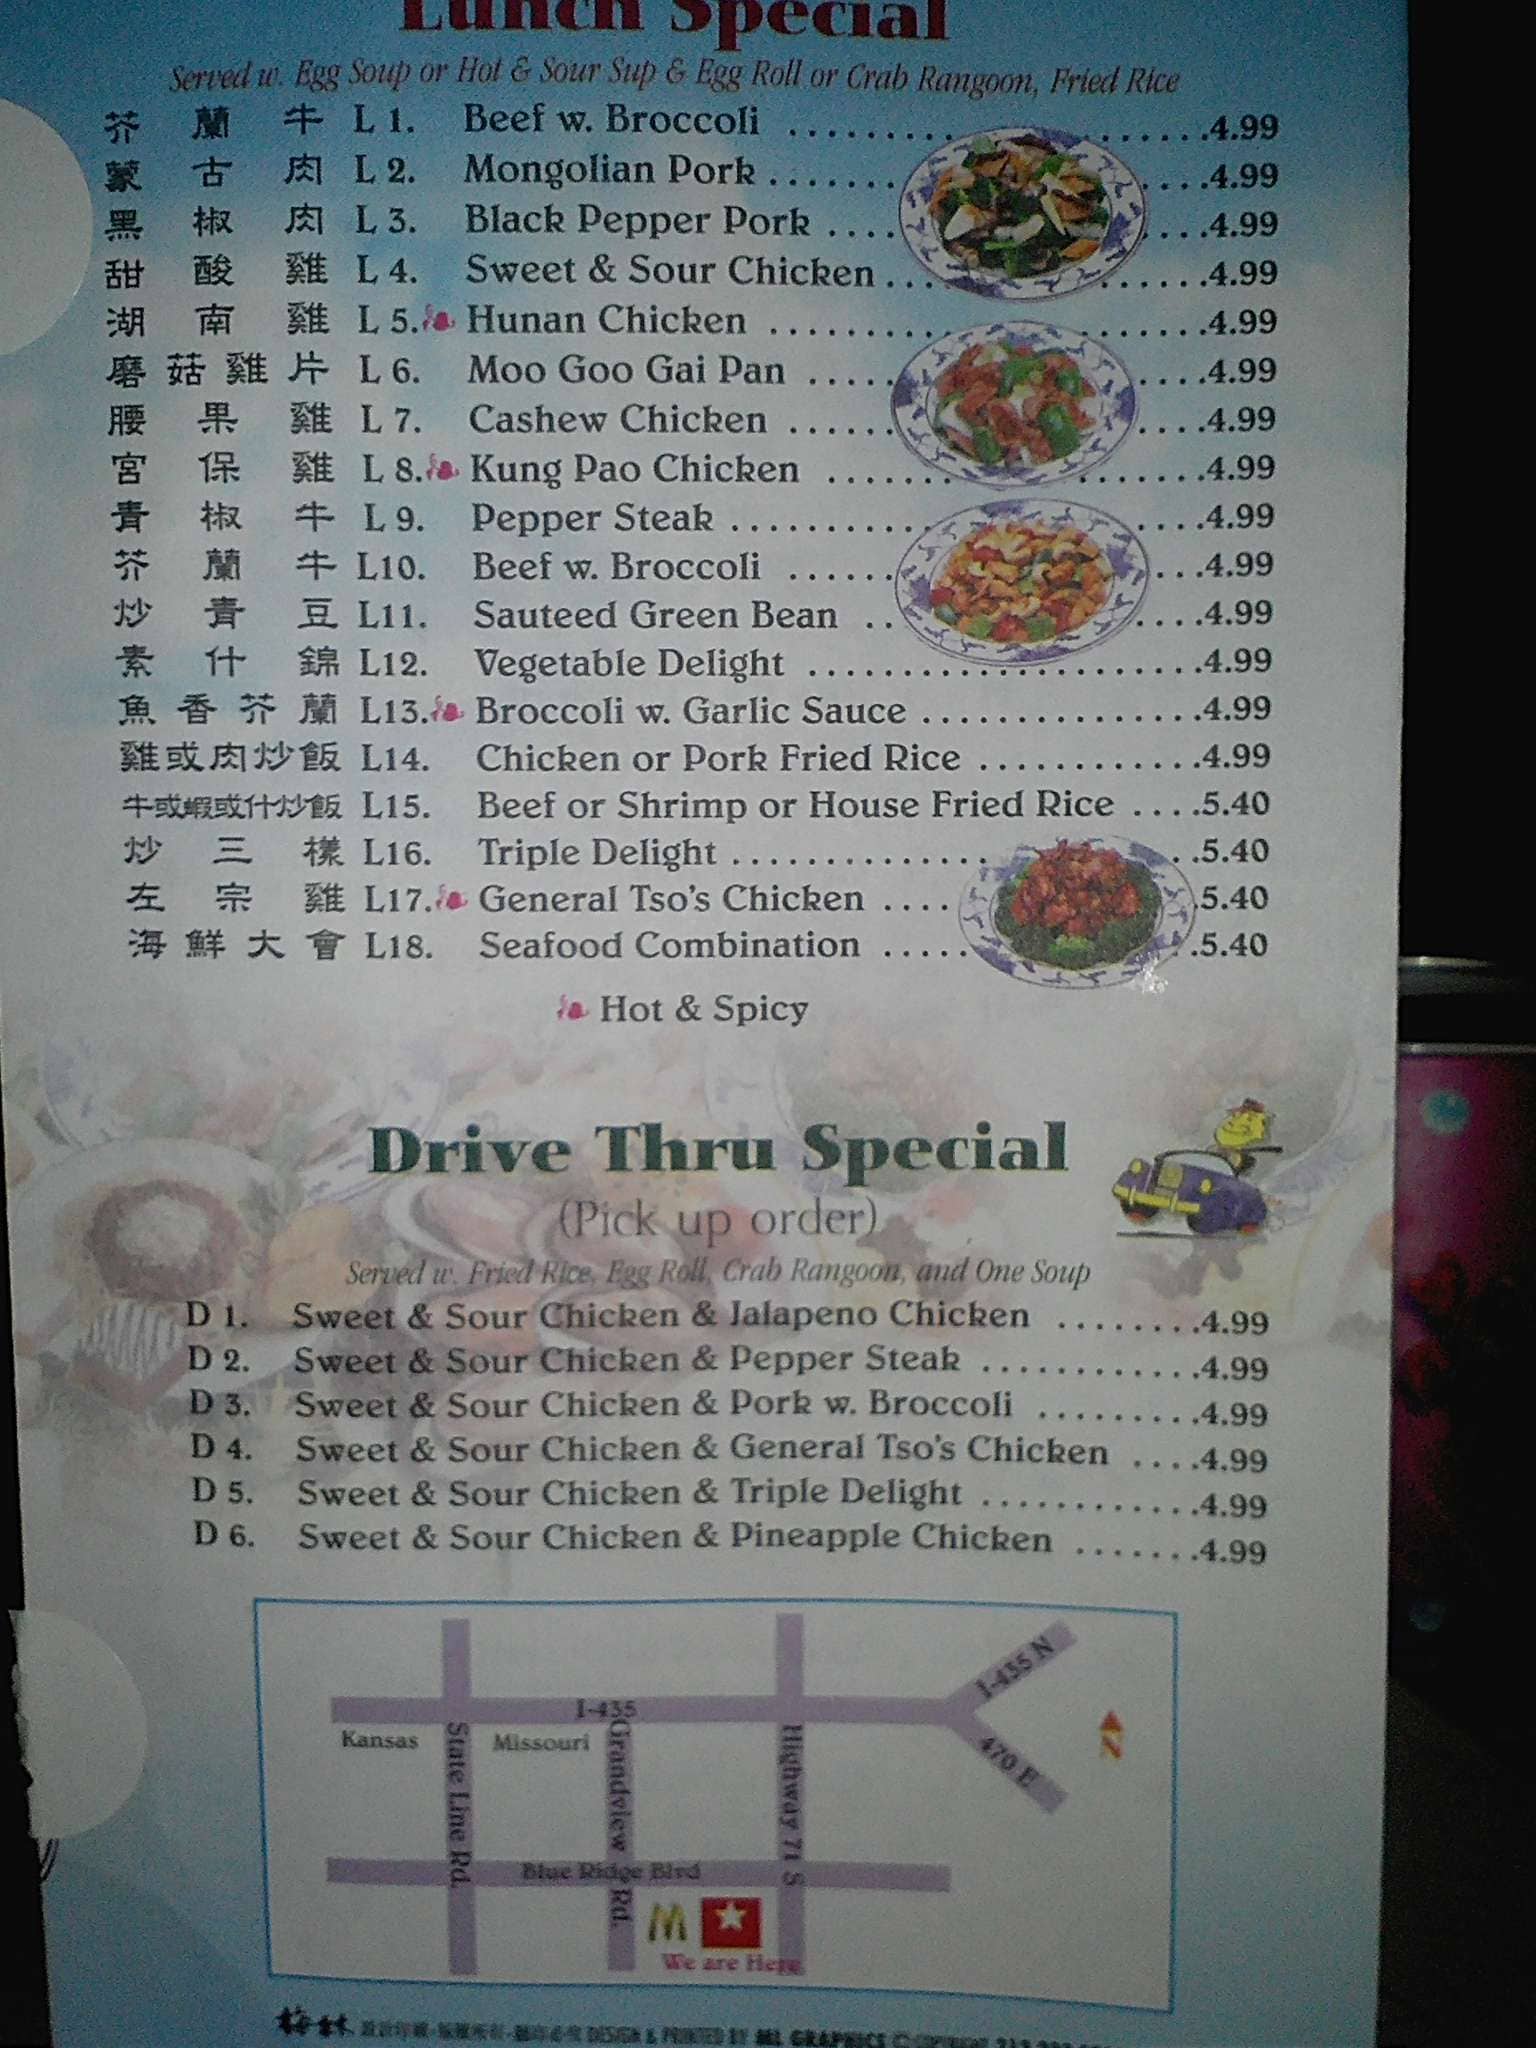 Lunch Special
Served w. Egg Soup or Hot & Sour Sup & Egg Roll or Crab Rangoon, Fried Rice
芥蘭牛 L 1. Beef w. Broccoli ........................4.99
蒙古肉 L 2. Mongolian Pork ...........4.99
黑椒肉 L 3. Black Pepper Pork ........4.99
甜酸雞 L 4. Sweet & Sour Chicken .........4.99
湖南雞 L 5. Hunan Chicken ..................4.99
磨菇雞片 L 6. Moo Goo Gai Pan .........4.99
腰果雞 L 7. Cashew Chicken ..........4.99
宮保雞 L 8. Kung Pao Chicken .............4.99
青椒牛 L 9. Pepper Steak ..............4.99
芥蘭牛 L10. Beef w. Broccoli .........4.99
炒青豆 L11. Sauteed Green Bean ......4.99
素什錦 L12. Vegetable Delight ......................4.99
魚香芥蘭 L13. Broccoli w. Garlic Sauce ................4.99
雞或肉炒飯 L14. Chicken or Pork Fried Rice .............4.99
牛或蝦或什炒飯 L15. Beef or Shrimp or House Fried Rice ....5.40
炒三樣 L16. Triple Delight .................5.40
左宗雞 L17. General Tso's Chicken .....5.40
海鮮大會 L18. Seafood Combination .......5.40
Hot & Spicy
Drive Thru Special
(Pick up order)
Served w. Fried Rice, Egg Roll, Crab Rangoon, and One Soup
D 1. Sweet & Sour Chicken & Jalapeno Chicken ........4.99
D 2. Sweet & Sour Chicken & Pepper Steak ............4.99
D 3. Sweet & Sour Chicken & Pork w. Broccoli .........4.99
D 4. Sweet & Sour Chicken & General Tso's Chicken ....4.99
D 5. Sweet & Sour Chicken & Triple Delight ............4.99
D 6. Sweet & Sour Chicken & Pineapple Chicken .......4.99
I-435 N
I-435
Kansas
Missouri
470 E
N
State Line Rd.
Grandview Rd.
Highway 71 S
Blue Ridge Blvd
M
We are Here
DESIGN & PRINTED BY ML GRAPHICS